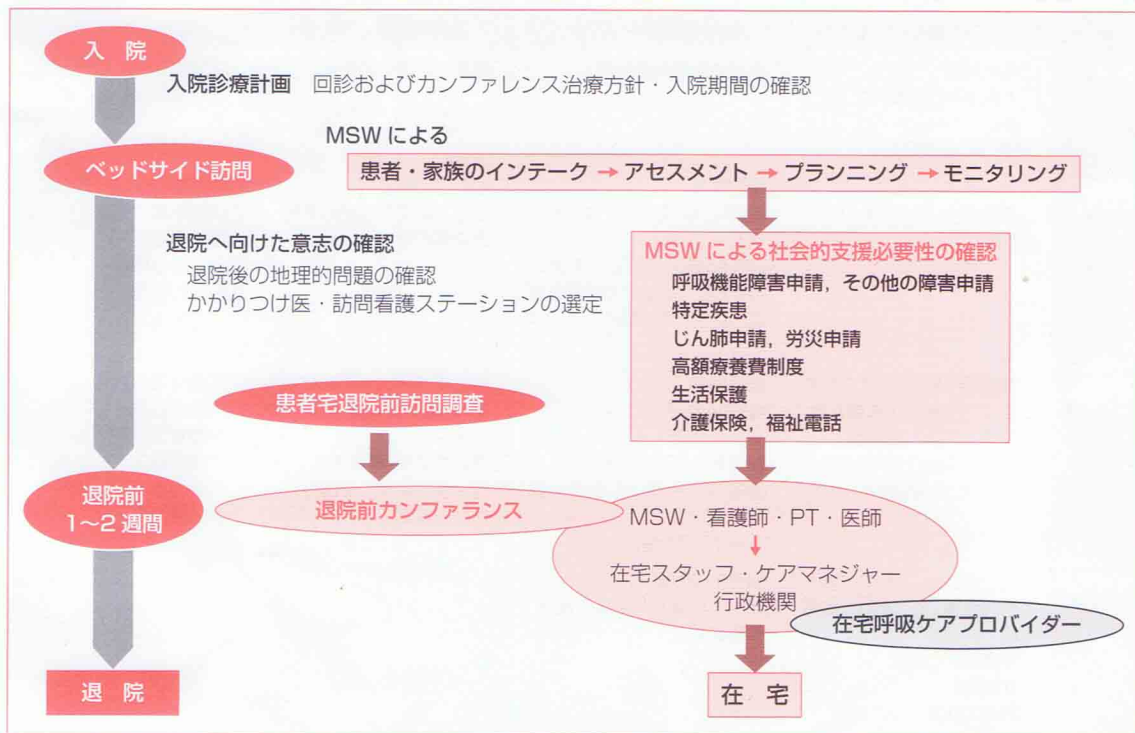 入 院
入院診療計画 回診およびカンファレンス治療方針・入院期間の確認
MSW による
ベッドサイド訪問
患者・家族のインテーク → アセスメント → プランニング → モニタリング
退院へ向けた意志の確認
退院後の地理的問題の確認
かかりつけ医・訪問看護ステーションの選定
MSW による社会的支援必要性の確認
呼吸機能障害申請，その他の障害申請
特定疾患
じん肺申請，労災申請
高額療養費制度
生活保護
介護保険，福祉電話
患者宅退院前訪問調査
退院前
1〜2 週間
退院前カンファランス
MSW・看護師・PT・医師
↓
在宅スタッフ・ケアマネジャー
行政機関
在宅呼吸ケアプロバイダー
退 院
在 宅